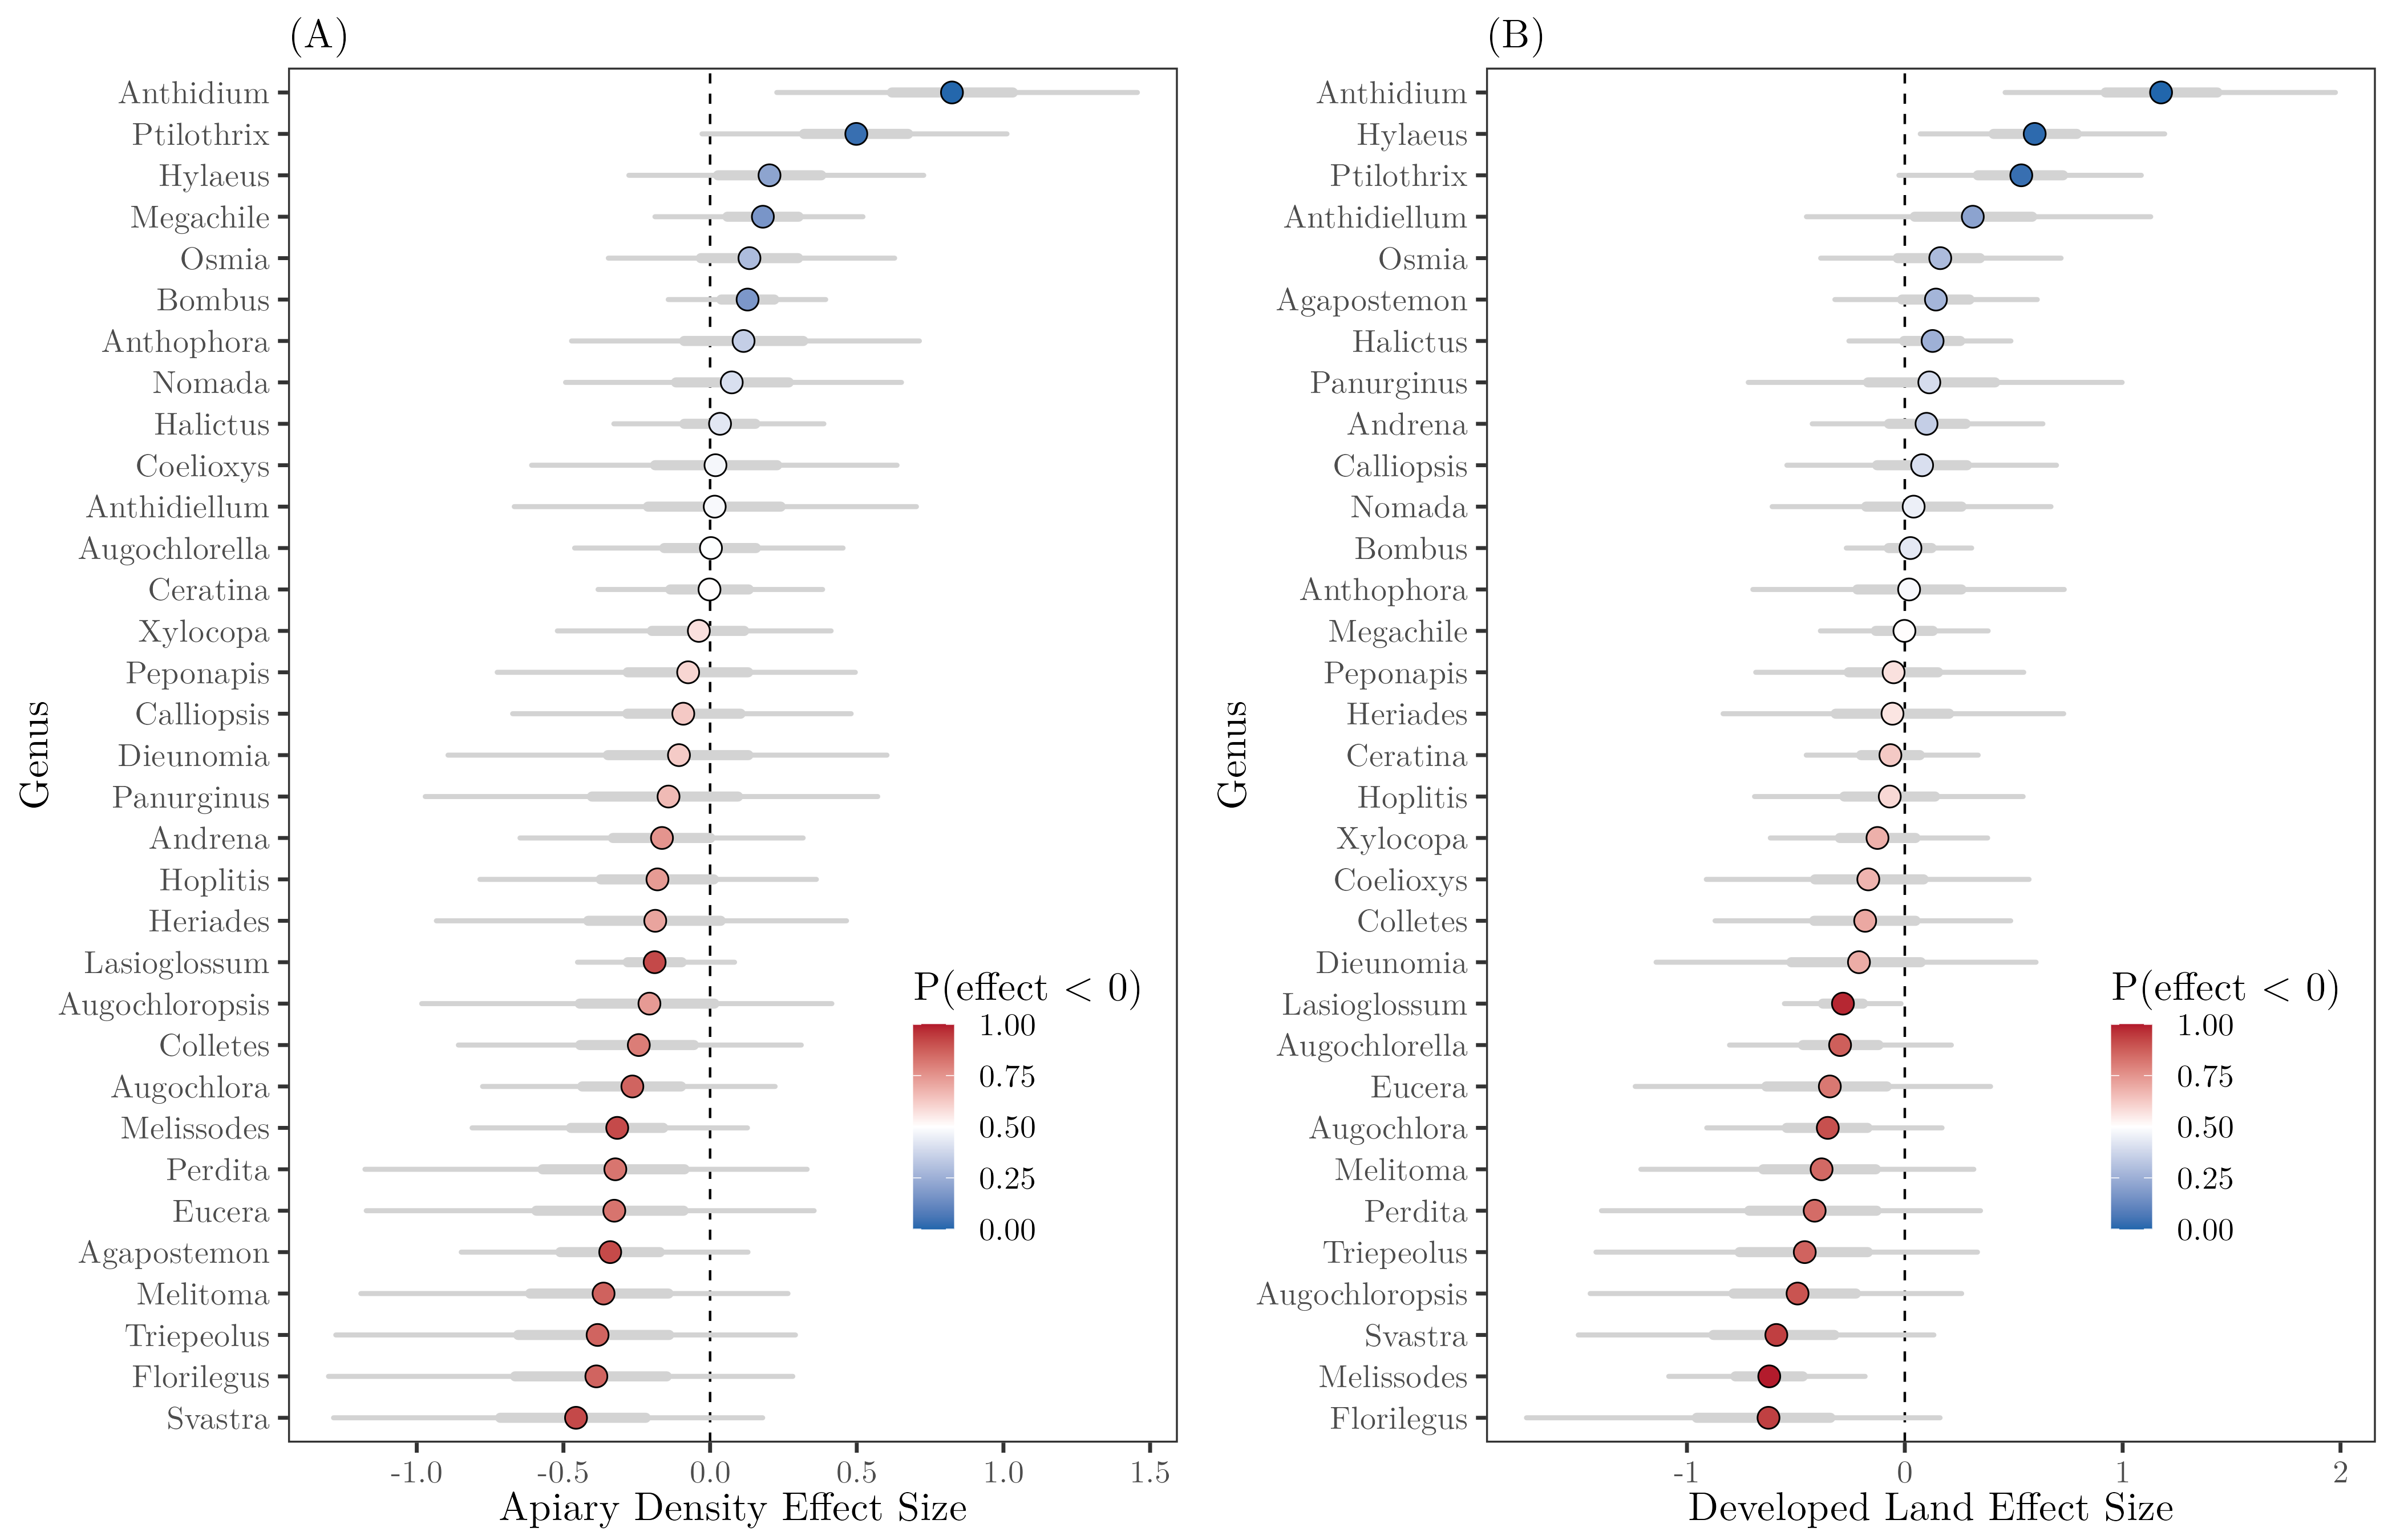 (A)
Anthidium
Ptilothrix
Hylaeus
Megachile
Osmia
Bombus
Anthophora
Nomada
Halictus
Coelioxys
Anthidiellum
Augochlorella
Ceratina
Xylocopa
Peponapis
Calliopsis
Dieunomia
Panurginus
Andrena
Hoplitis
Heriades
Lasioglossum
Augochloropsis
Colletes
Augochlora
Melissodes
Perdita
Eucera
Agapostemon
Melitoma
Triepeolus
Florilegus
Svastra
Genus
P(effect < 0)
1.00
0.75
0.50
0.25
0.00
-1.0 -0.5 0.0 0.5 1.0 1.5
Apiary Density Effect Size
(B)
Anthidium
Hylaeus
Ptilothrix
Anthidiellum
Osmia
Agapostemon
Halictus
Panurginus
Andrena
Calliopsis
Nomada
Bombus
Anthophora
Megachile
Peponapis
Heriades
Ceratina
Hoplitis
Xylocopa
Coelioxys
Colletes
Dieunomia
Lasioglossum
Augochlorella
Eucera
Augochlora
Melitoma
Perdita
Triepeolus
Augochloropsis
Svastra
Melissodes
Florilegus
Genus
P(effect < 0)
1.00
0.75
0.50
0.25
0.00
-1 0 1 2
Developed Land Effect Size